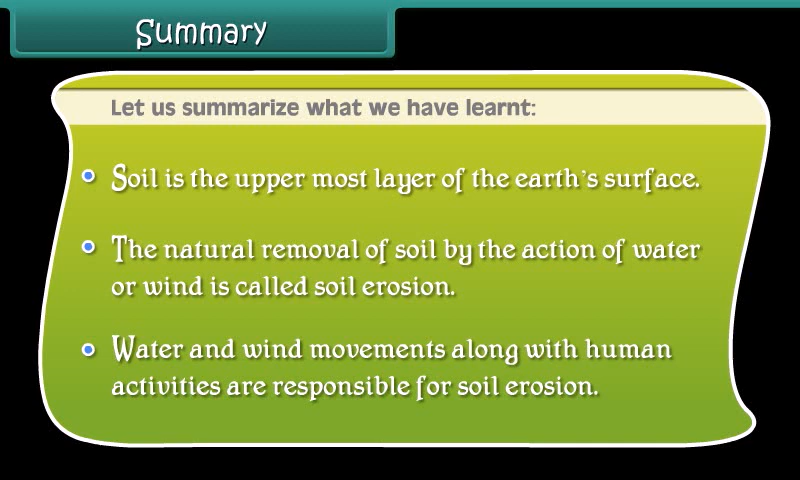 Summary
Let us summarize what we have learnt:
Soil is the upper most layer of the earth's surface.
The natural removal of soil by the action of water
or wind is called soil erosion.
Water and wind movements along with human
activities are responsible for soil erosion.